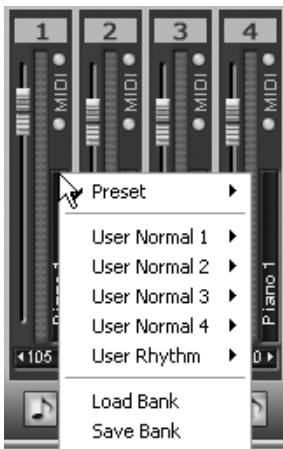 1 2 3 4
MIDI MIDI MIDI MIDI
Preset
User Normal 1
User Normal 2
User Normal 3
User Normal 4
User Rhythm
Load Bank
Save Bank
Piano 1
105